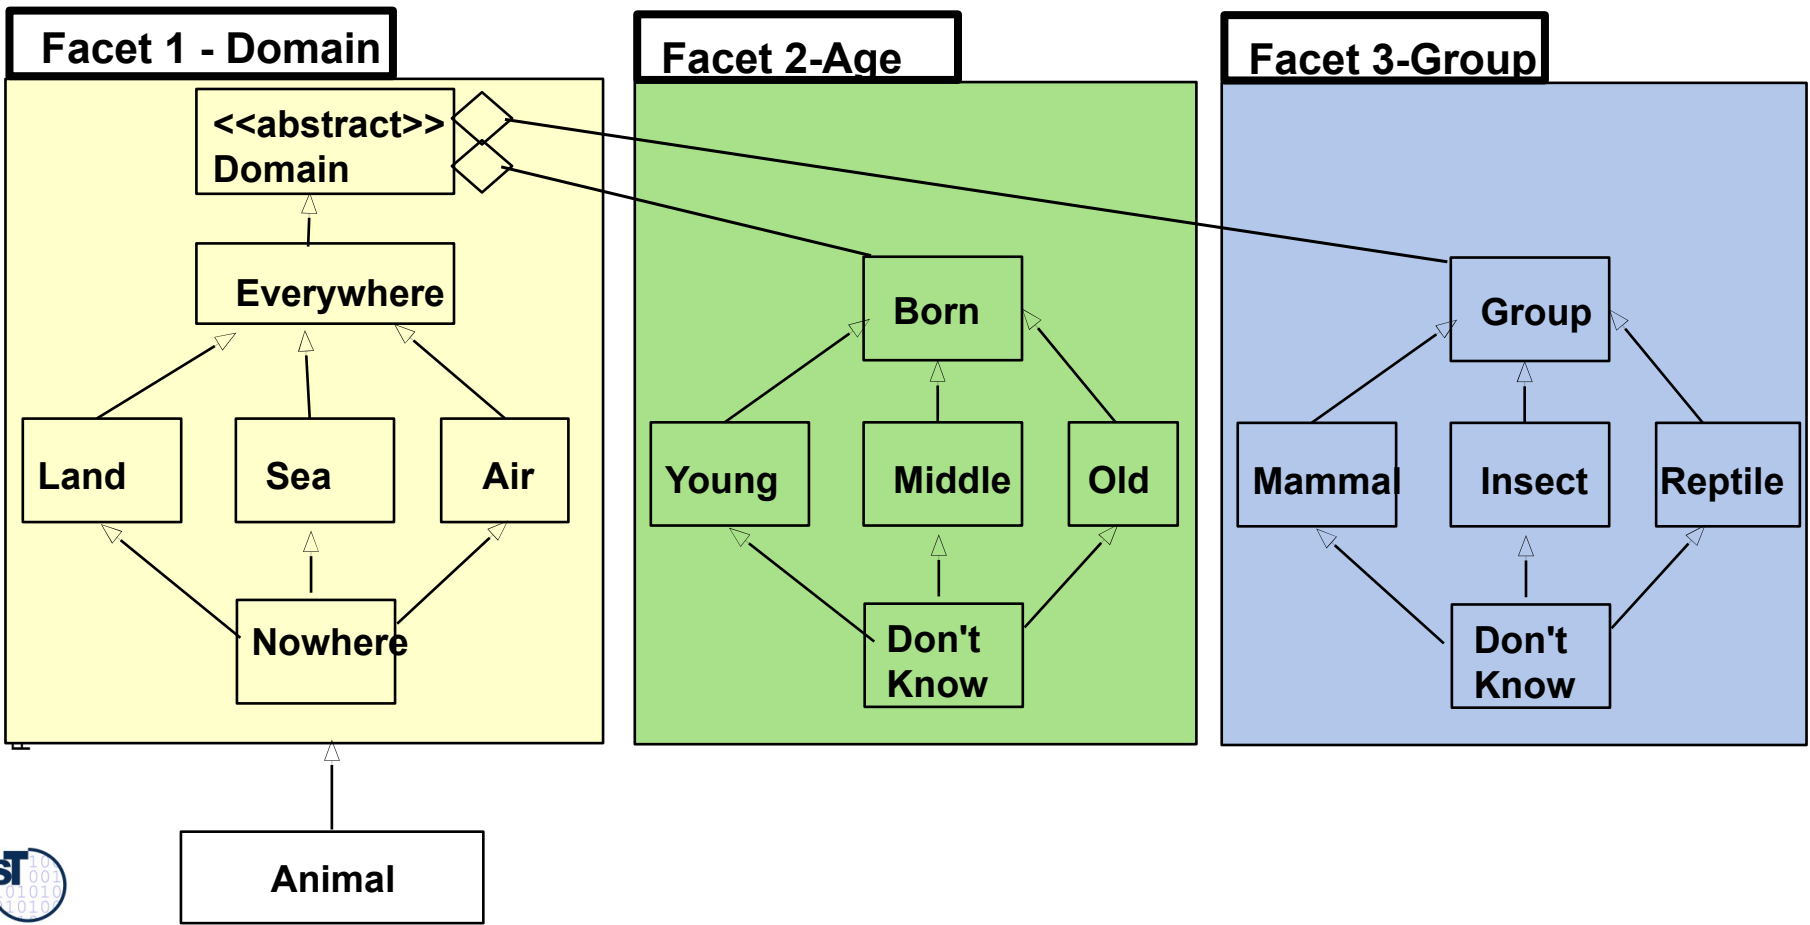 Facet 1 - Domain
Facet 2-Age
Facet 3-Group
<<abstract>>
Domain
Everywhere
Born
Group
Land
Sea
Air
Young
Middle
Old
Mammal
Insect
Reptile
Nowhere
Don't
Know
Don't
Know
Animal
sT